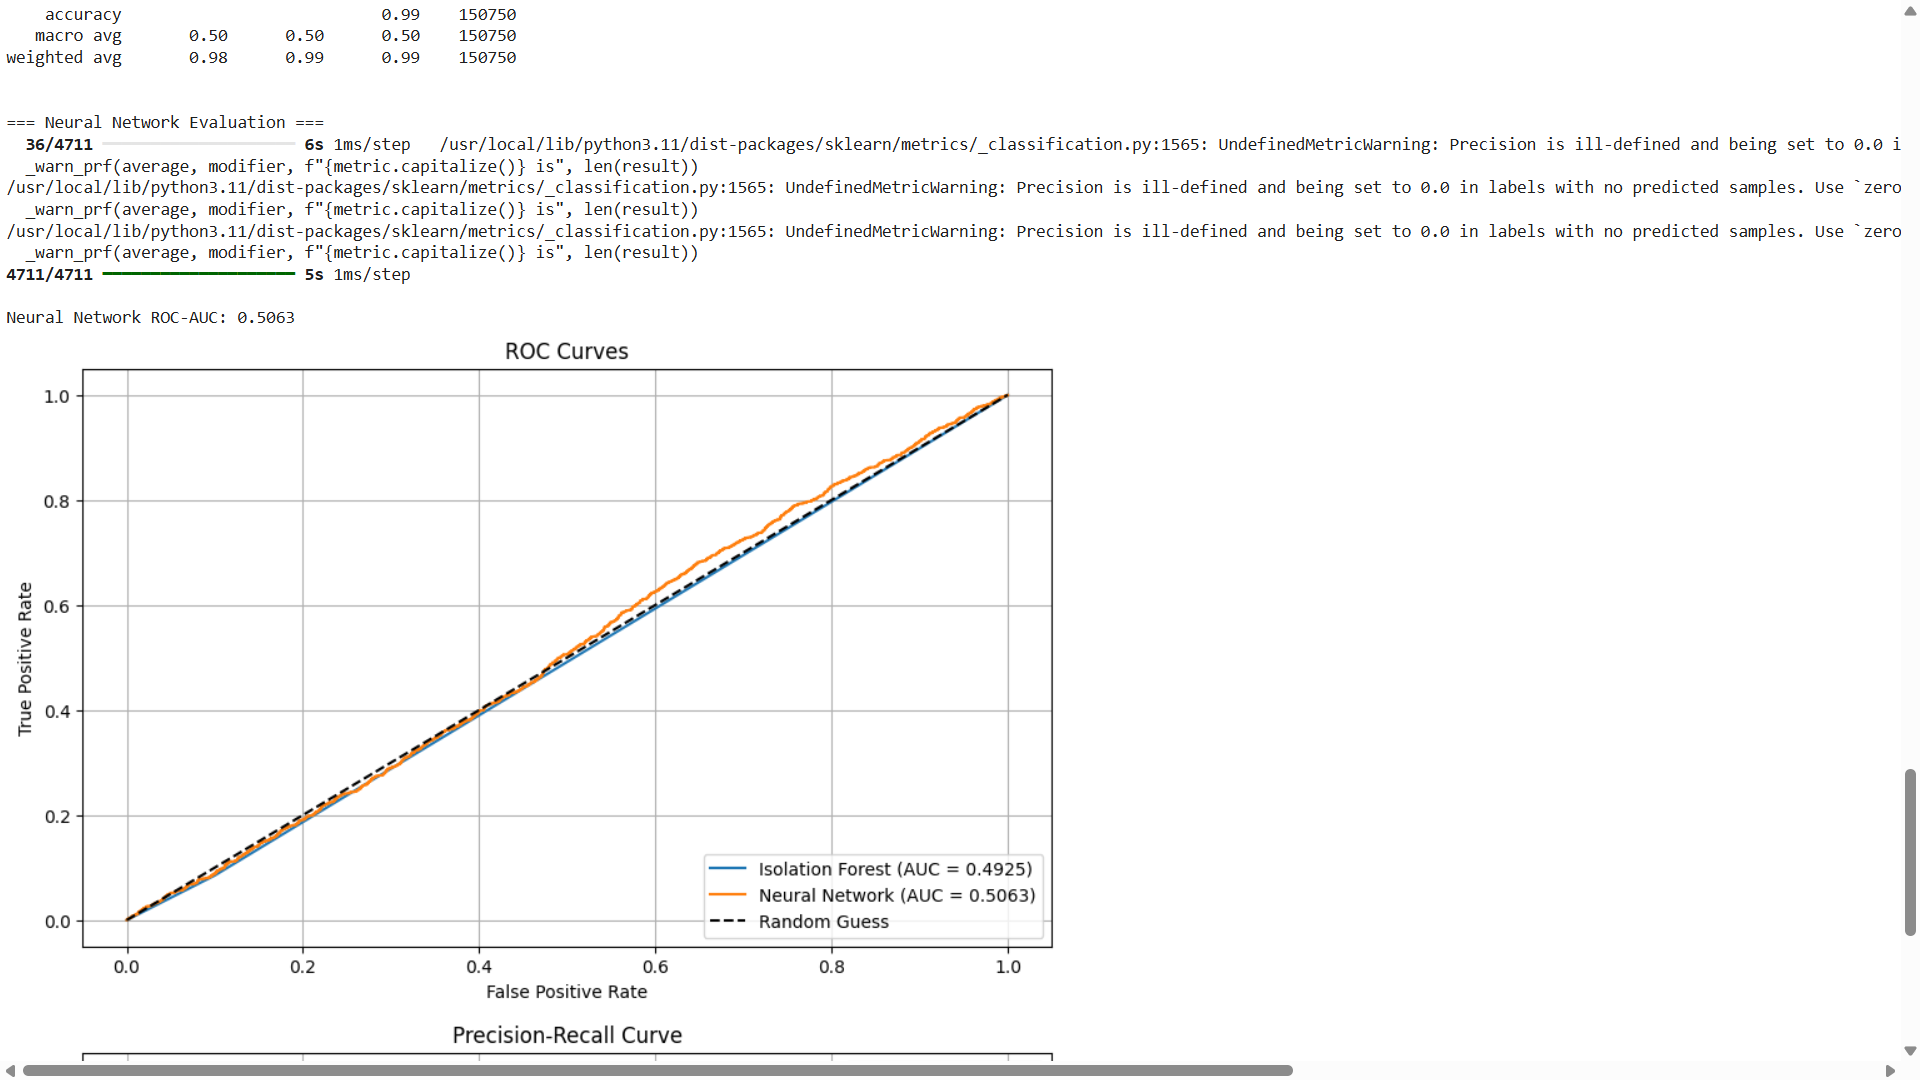 accuracy 0.99 150750
macro avg 0.50 0.50 0.50 150750
weighted avg 0.98 0.99 0.99 150750
=== Neural Network Evaluation ===
36/4711 6s 1ms/step /usr/local/lib/python3.11/dist-packages/sklearn/metrics/_classification.py:1565: UndefinedMetricWarning: Precision is ill-defined and being set to 0.0 i
_warn_prf(average, modifier, f"{metric.capitalize()} is", len(result))
/usr/local/lib/python3.11/dist-packages/sklearn/metrics/_classification.py:1565: UndefinedMetricWarning: Precision is ill-defined and being set to 0.0 in labels with no predicted samples. Use `zero
_warn_prf(average, modifier, f"{metric.capitalize()} is", len(result))
/usr/local/lib/python3.11/dist-packages/sklearn/metrics/_classification.py:1565: UndefinedMetricWarning: Precision is ill-defined and being set to 0.0 in labels with no predicted samples. Use `zero
_warn_prf(average, modifier, f"{metric.capitalize()} is", len(result))
4711/4711 5s 1ms/step
Neural Network ROC-AUC: 0.5063
ROC Curves
1.0
0.8
0.6
0.4
0.2
0.0
True Positive Rate
Isolation Forest (AUC = 0.4925)
Neural Network (AUC = 0.5063)
Random Guess
0.0 0.2 0.4 0.6 0.8 1.0
False Positive Rate
Precision-Recall Curve